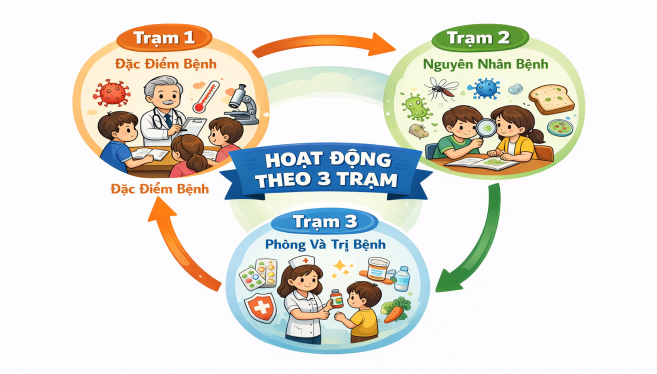 Trạm 1
Đặc Điểm Bệnh
Trạm 2
Nguyên Nhân Bệnh
HOẠT ĐỘNG
THEO 3 TRẠM
Đặc Điểm Bệnh
Trạm 3
Phòng Và Trị Bệnh